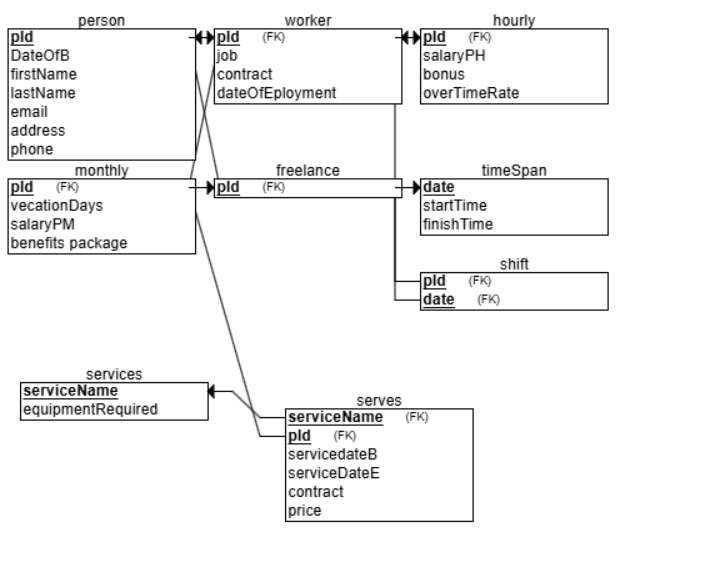 person
pId
DateOfB
firstName
lastName
email
address
phone
worker
pId (FK)
job
contract
dateOfEployment
hourly
pId (FK)
salaryPH
bonus
overTimeRate
monthly
pId (FK)
vecationDays
salaryPM
benefits package
freelance
pId (FK)
timeSpan
date
startTime
finishTime
shift
pId (FK)
date (FK)
services
serviceName
equipmentRequired
serves
serviceName (FK)
pId (FK)
servicedateB
serviceDateE
contract
price